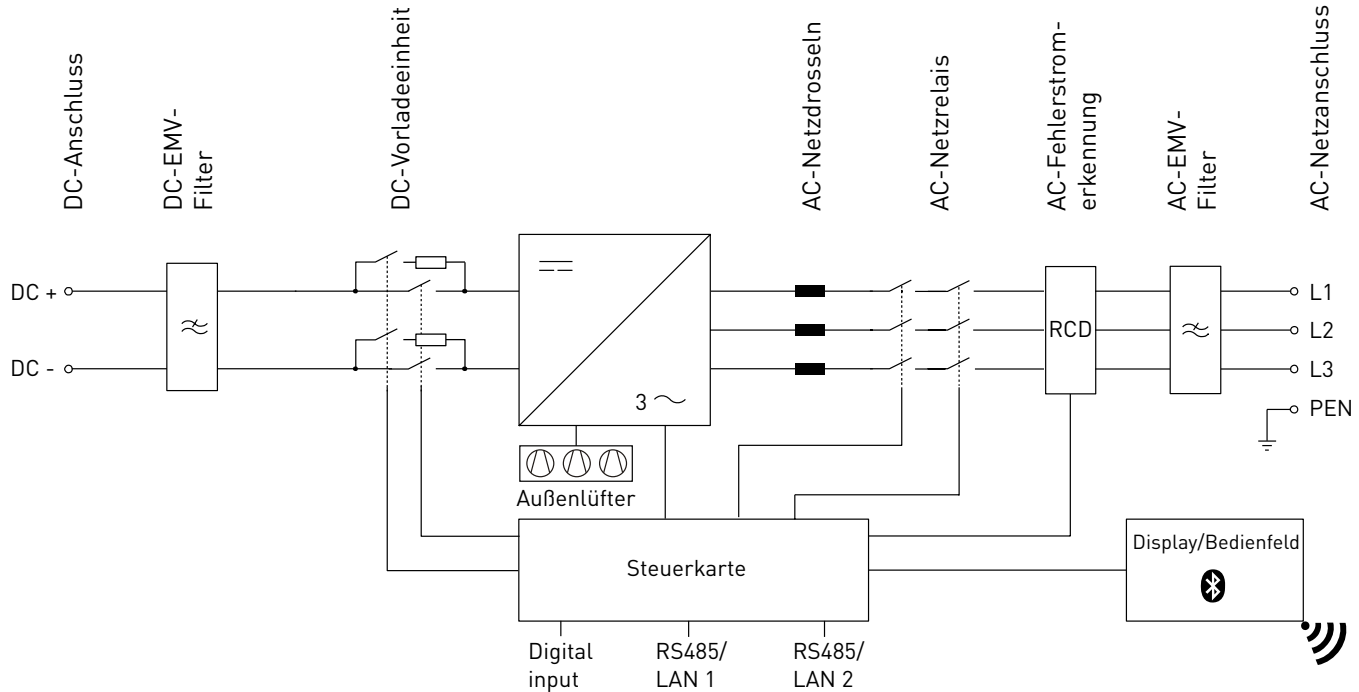 DC-Anschluss
DC-EMV-
Filter
DC-Vorladeeinheit
AC-Netzdrosseln
AC-Netzrelais
AC-Fehlerstrom-
erkennung
AC-EMV-
Filter
AC-Netzanschluss
DC +
DC -
3
RCD
L1
L2
L3
PEN
Außenlüfter
Steuerkarte
Display/Bedienfeld
Digital
input
RS485/
LAN 1
RS485/
LAN 2